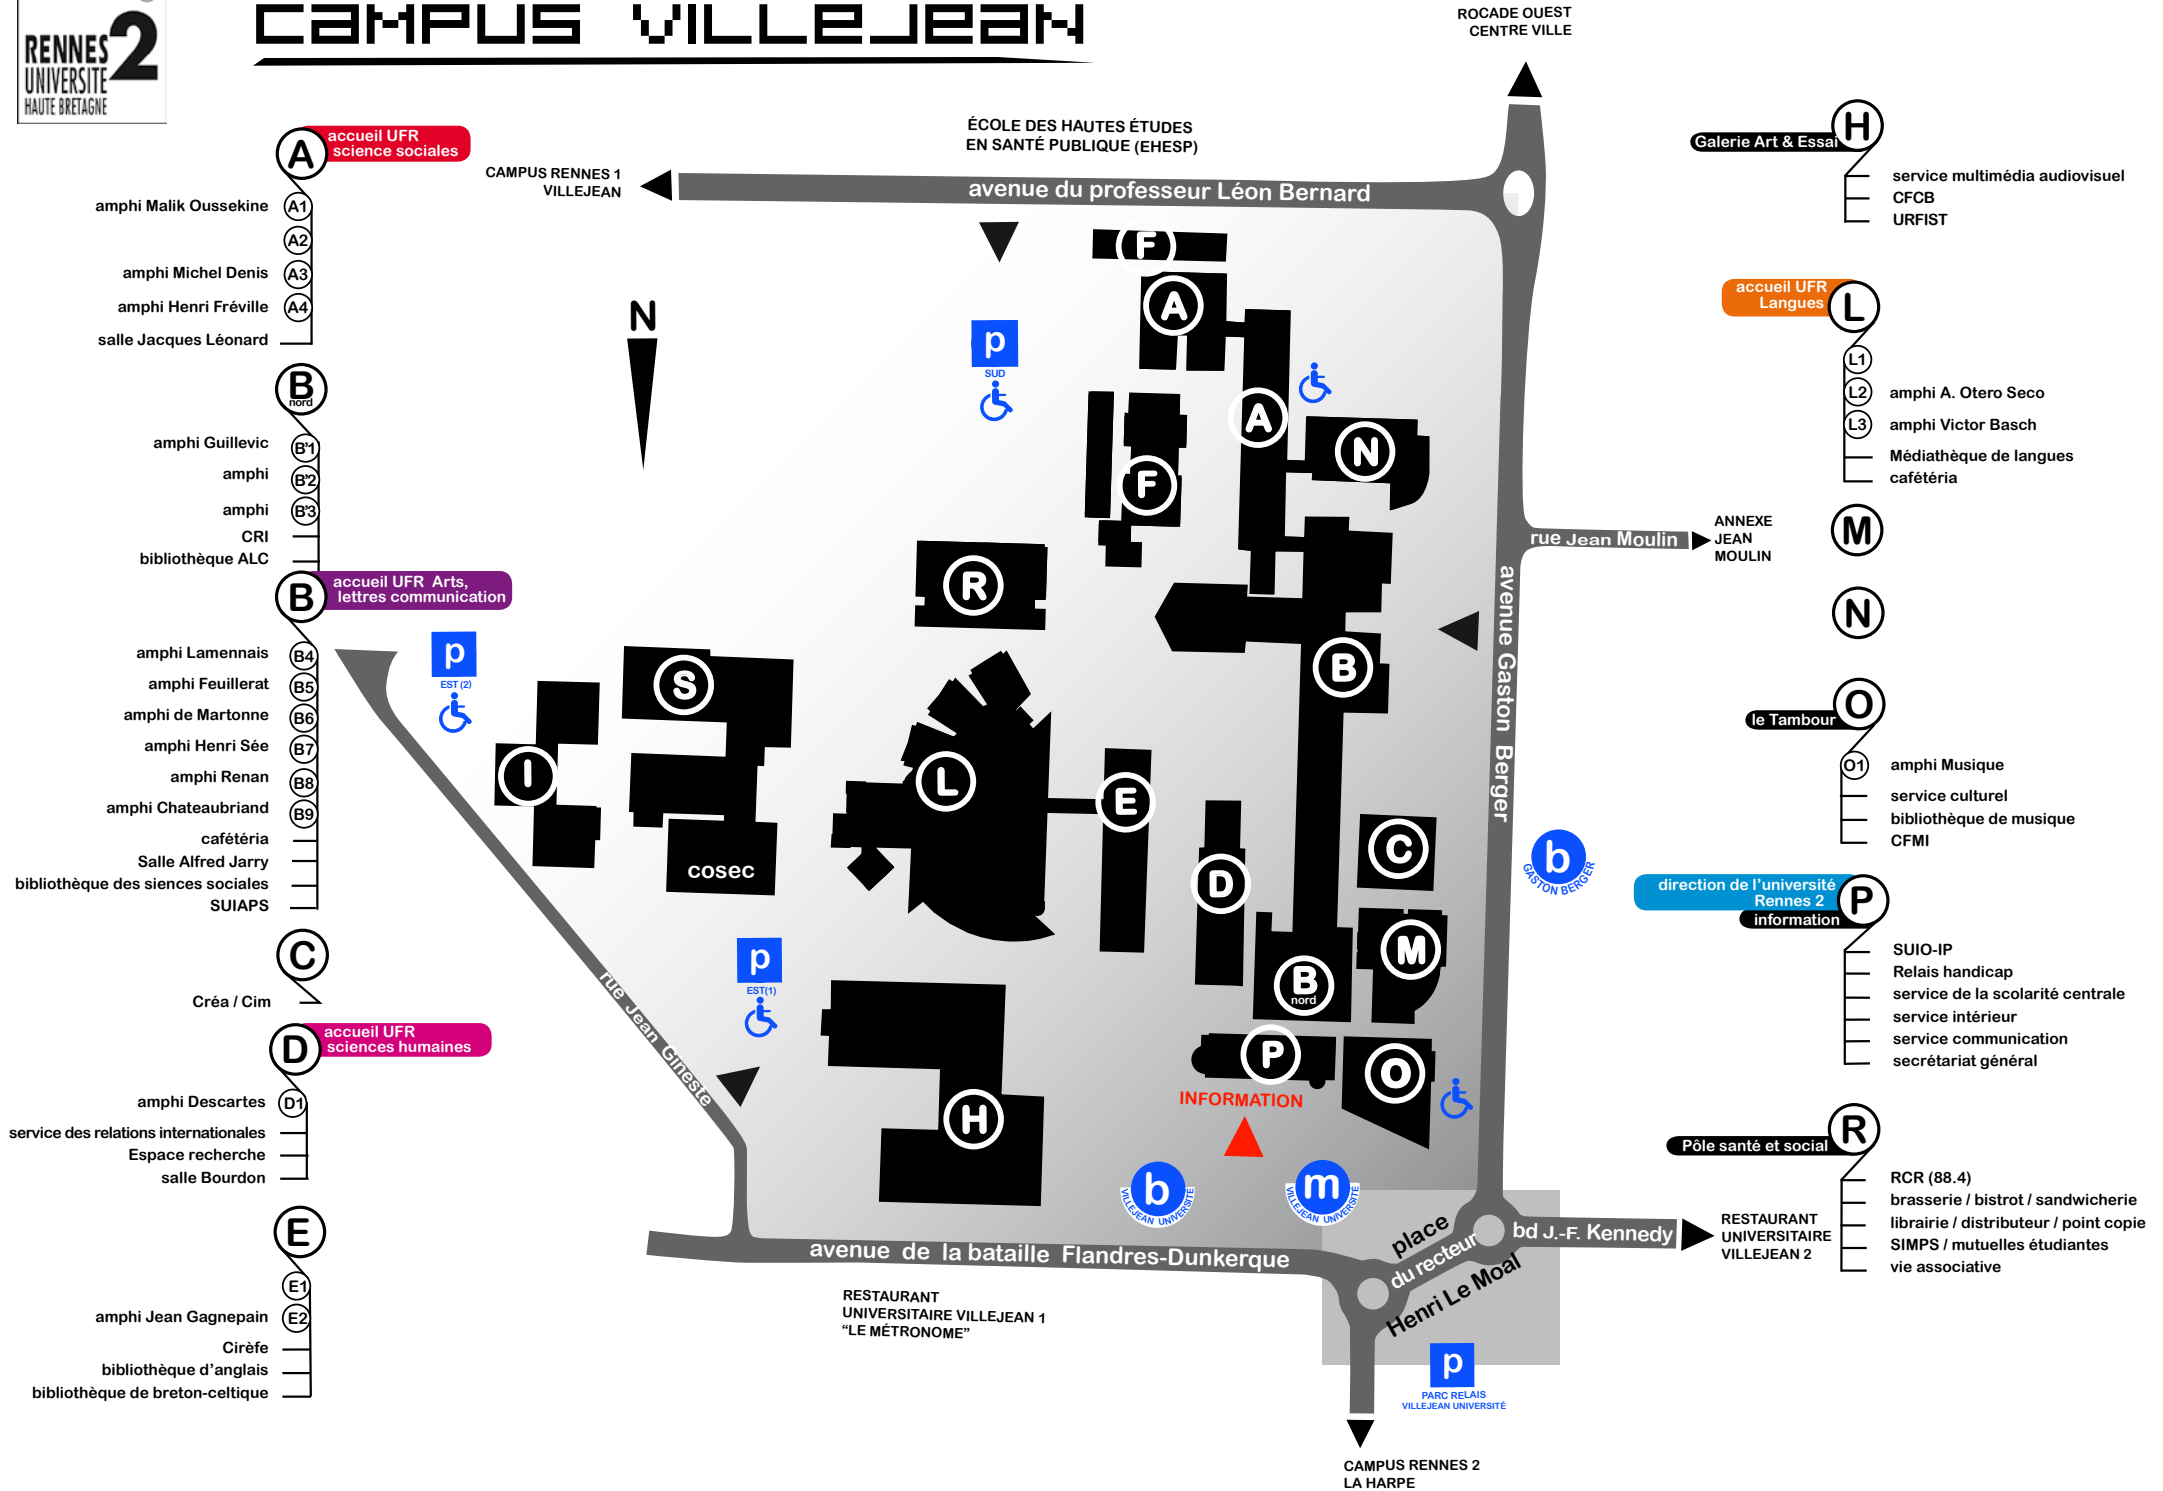 RENNES 2
UNIVERSITE
HAUTE BRETAGNE
CAMPUS VILLEJEAN
A
accueil UFR
science sociales
amphi Malik Oussekine A1
A2
amphi Michel Denis A3
amphi Henri Fréville A4
salle Jacques Léonard
B
nord
amphi Guillevic B'1
amphi B'2
amphi B'3
CRI
bibliothèque ALC
B
accueil UFR Arts,
lettres communication
amphi Lamennais B4
amphi Feuillerat B5
amphi de Martonne B6
amphi Henri Sée B7
amphi Renan B8
amphi Chateaubriand B9
cafétéria
Salle Alfred Jarry
bibliothèque des siences sociales
SUIAPS
C
Créa / Cim
D
accueil UFR
sciences humaines
amphi Descartes D1
service des relations internationales
Espace recherche
salle Bourdon
E
E1
amphi Jean Gagnepain E2
Cirèfe
bibliothèque d'anglais
bibliothèque de breton-celtique
ROCADE OUEST
CENTRE VILLE
ÉCOLE DES HAUTES ÉTUDES
EN SANTÉ PUBLIQUE (EHESP)
CAMPUS RENNES 1
VILLEJEAN
avenue du professeur Léon Bernard
N
p
SUD
F
A
A
N
F
R
B
p
EST (2)
S
I
L
E
cosec
C
D
M
B
nord
P
O
p
EST(1)
H
INFORMATION
b
VILLEJEAN UNIVERSITÉ
m
VILLEJEAN UNIVERSITÉ
b
GASTON BERGER
avenue Gaston Berger
rue Jean Moulin
ANNEXE
JEAN
MOULIN
rue Jean Gineste
avenue de la bataille Flandres-Dunkerque
place
du recteur
Henri Le Moal
bd J.-F. Kennedy
RESTAURANT
UNIVERSITAIRE
VILLEJEAN 2
RESTAURANT
UNIVERSITAIRE VILLEJEAN 1
“LE MÉTRONOME”
p
PARC RELAIS
VILLEJEAN UNIVERSITÉ
CAMPUS RENNES 2
LA HARPE
H
Galerie Art & Essai
service multimédia audiovisuel
CFCB
URFIST
L
accueil UFR
Langues
L1
L2 amphi A. Otero Seco
L3 amphi Victor Basch
Médiathèque de langues
cafétéria
M
N
O
le Tambour
O1 amphi Musique
service culturel
bibliothèque de musique
CFMI
P
direction de l'université
Rennes 2
information
SUIO-IP
Relais handicap
service de la scolarité centrale
service intérieur
service communication
secrétariat général
R
Pôle santé et social
RCR (88.4)
brasserie / bistrot / sandwicherie
librairie / distributeur / point copie
SIMPS / mutuelles étudiantes
vie associative